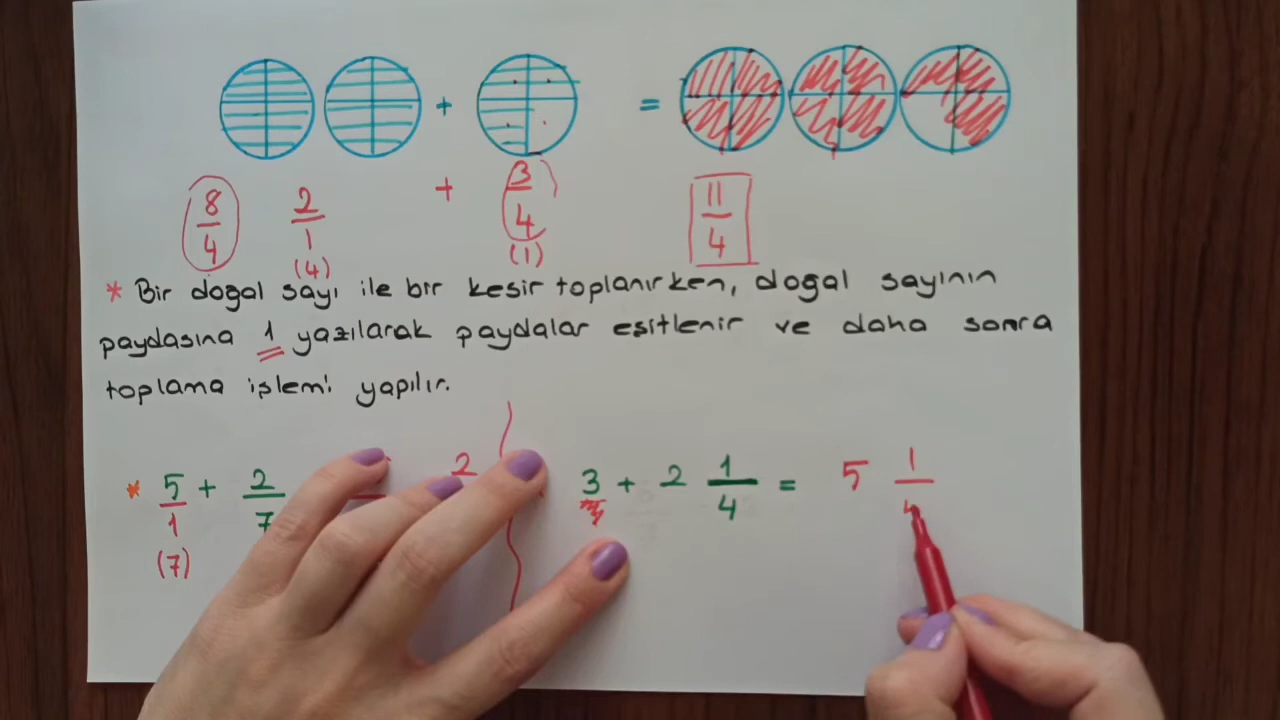 + =
8/4 2/1 + 3/4 11/4
(4) (1)
* Bir doğal sayı ile bir kesir toplanırken, doğal sayının
paydasına 1 yazılarak paydalar eşitlenir ve daha sonra
toplama işlemi yapılır.
* 5/1 + 2/7 2 3 + 2 1/4 = 5 1/4
(7)